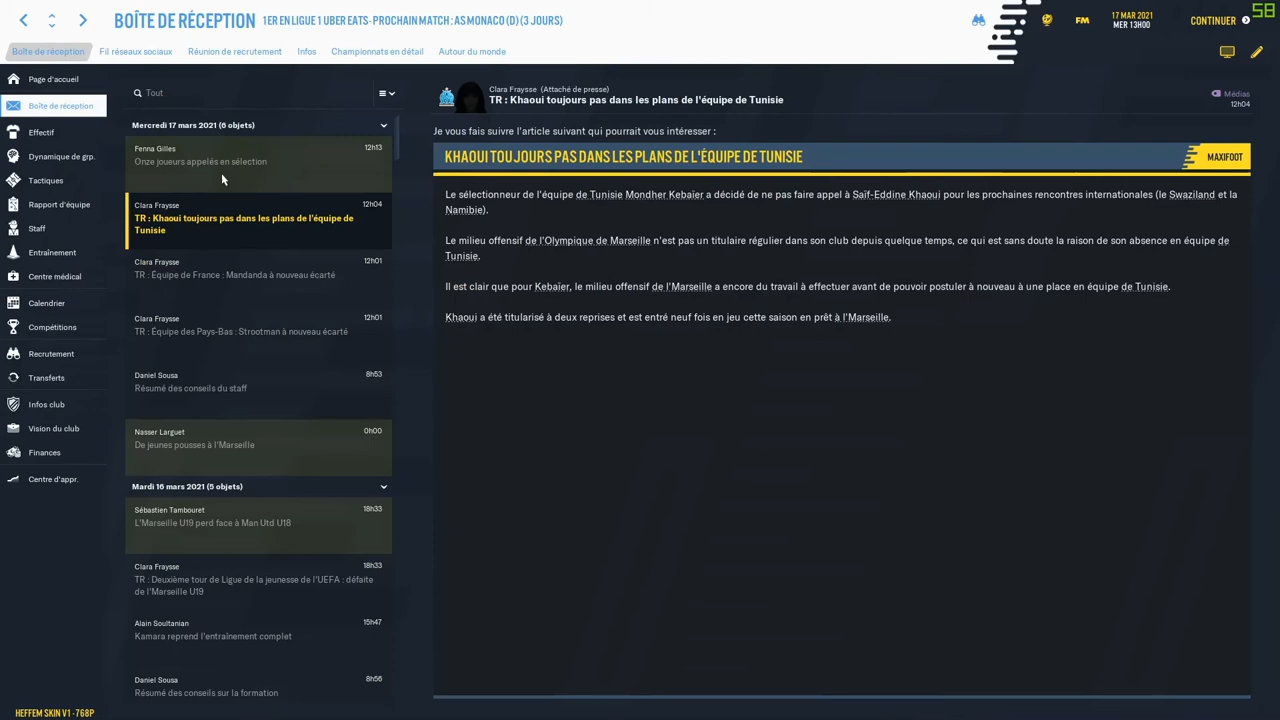 BOÎTE DE RÉCEPTION
1ER EN LIGUE 1 UBER EATS - PROCHAIN MATCH : AS MONACO (D) (3 JOURS)
FM
17 MAR 2021
MER 13H00
CONTINUER
58
Boîte de réception
Fil réseaux sociaux
Réunion de recrutement
Infos
Championnats en détail
Autour du monde
Page d'accueil
Boîte de réception
Effectif
Dynamique de grp.
Tactiques
Rapport d'équipe
Staff
Entraînement
Centre médical
Calendrier
Compétitions
Recrutement
Transferts
Infos club
Vision du club
Finances
Centre d'appr.
HEFFEM SKIN V1 - 768P
Tout
Mercredi 17 mars 2021 (6 objets)
Fenna Gilles 12h13
Onze joueurs appelés en sélection
Clara Fraysse 12h04
TR : Khaoui toujours pas dans les plans de l'équipe de
Tunisie
Clara Fraysse 12h01
TR : Équipe de France : Mandanda à nouveau écarté
Clara Fraysse 12h01
TR : Équipe des Pays-Bas : Strootman à nouveau écarté
Daniel Sousa 8h53
Résumé des conseils du staff
Nasser Larguet 0h00
De jeunes pousses à l'Marseille
Mardi 16 mars 2021 (5 objets)
Sébastien Tambouret 18h33
L'Marseille U19 perd face à Man Utd U18
Clara Fraysse 18h33
TR : Deuxième tour de Ligue de la jeunesse de l'UEFA : défaite
de l'Marseille U19
Alain Soultanian 15h47
Kamara reprend l'entraînement complet
Daniel Sousa 8h56
Résumé des conseils sur la formation
Clara Fraysse (Attaché de presse)
TR : Khaoui toujours pas dans les plans de l'équipe de Tunisie
Médias
12h04
Je vous fais suivre l'article suivant qui pourrait vous intéresser :
KHAOUI TOUJOURS PAS DANS LES PLANS DE L'ÉQUIPE DE TUNISIE
MAXIFOOT
Le sélectionneur de l'équipe de Tunisie Mondher Kebaïer a décidé de ne pas faire appel à Saîf-Eddine Khaoui pour les prochaines rencontres internationales (le Swaziland et la
Namibie).
Le milieu offensif de l'Olympique de Marseille n'est pas un titulaire régulier dans son club depuis quelque temps, ce qui est sans doute la raison de son absence en équipe de
Tunisie.
Il est clair que pour Kebaïer, le milieu offensif de l'Marseille a encore du travail à effectuer avant de pouvoir postuler à nouveau à une place en équipe de Tunisie.
Khaoui a été titularisé à deux reprises et est entré neuf fois en jeu cette saison en prêt à l'Marseille.